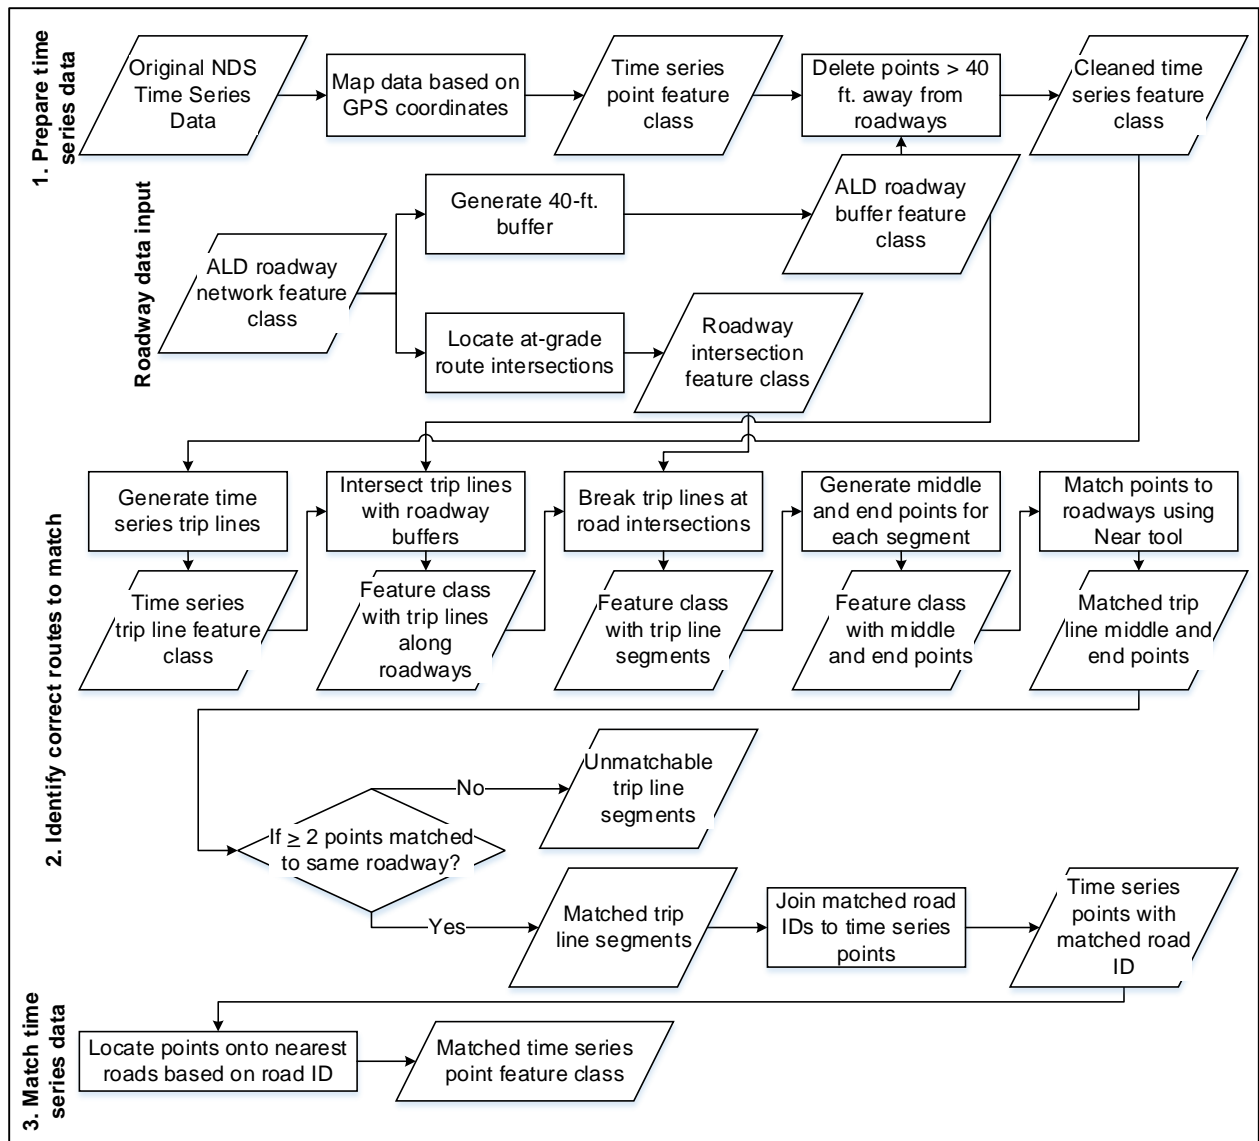 1. Prepare time
series data
Original NDS
Time Series
Data
Map data based on
GPS coordinates
Time series
point feature
class
Delete points > 40
ft. away from
roadways
Cleaned time
series feature
class
Roadway data input
ALD roadway
network feature
class
Generate 40-ft.
buffer
ALD roadway
buffer feature
class
Locate at-grade
route intersections
Roadway
intersection
feature class
2. Identify correct routes to match
Generate time
series trip lines
Intersect trip lines
with roadway
buffers
Break trip lines at
road intersections
Generate middle
and end points for
each segment
Match points to
roadways using
Near tool
Time series
trip line feature
class
Feature class
with trip lines
along
roadways
Feature class
with trip line
segments
Feature class
with middle
and end points
Matched trip
line middle and
end points
If ≥ 2 points matched
to same roadway?
No
Unmatchable
trip line
segments
Yes
Matched trip
line segments
Join matched road
IDs to time series
points
Time series
points with
matched road
ID
3. Match time
series data
Locate points onto nearest
roads based on road ID
Matched time series
point feature class